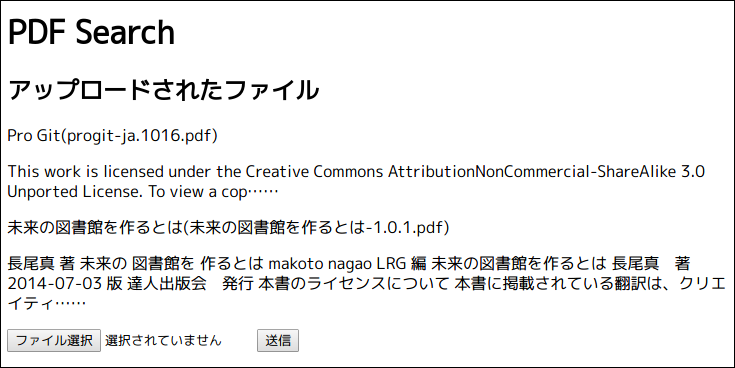 PDF Search
アップロードされたファイル
Pro Git(progit-ja.1016.pdf)
This work is licensed under the Creative Commons AttributionNonCommercial-ShareAlike 3.0
Unported License. To view a cop……
未来の図書館を作るとは(未来の図書館を作るとは-1.0.1.pdf)
長尾真 著 未来の 図書館を 作るとは makoto nagao LRG 編 未来の図書館を作るとは 長尾真　著
2014-07-03 版 達人出版会　発行 本書のライセンスについて 本書に掲載されている翻訳は、クリエ
イティ……
ファイル選択 選択されていません 送信